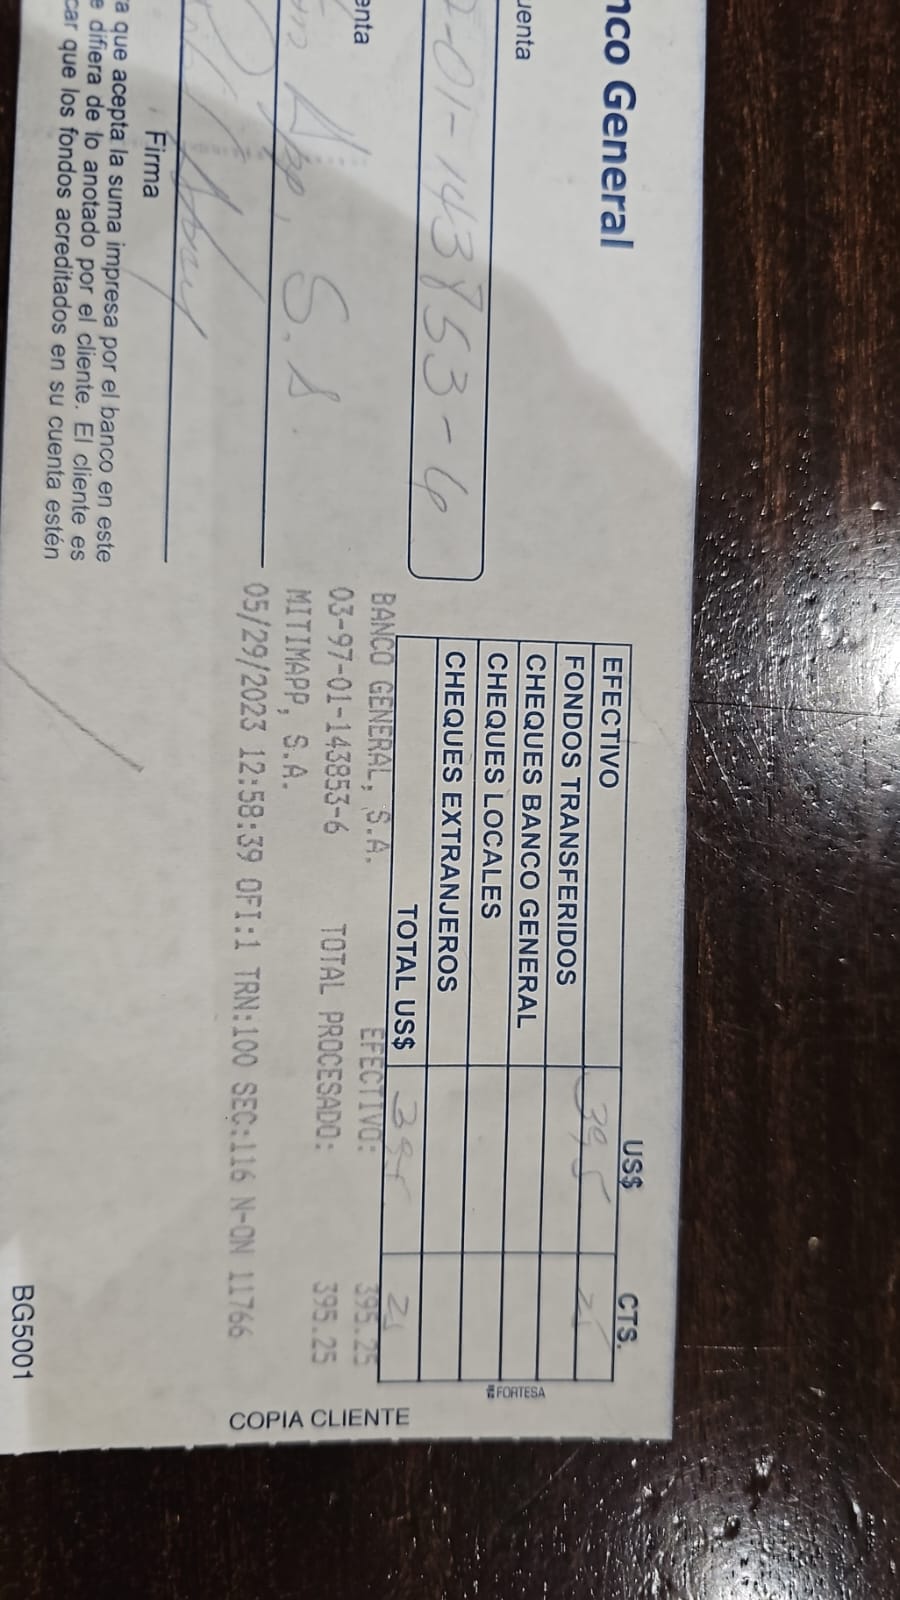 nco General
uenta
-01-143853-6
enta
App, S.A.
Firma
a que acepta la suma impresa por el banco en este
e difiera de lo anotado por el cliente. El cliente es
car que los fondos acreditados en su cuenta estén
US$ CTS.
EFECTIVO 395 25
FONDOS TRANSFERIDOS
CHEQUES BANCO GENERAL
CHEQUES LOCALES
CHEQUES EXTRANJEROS
TOTAL US$ 395 25
BANCO GENERAL, S.A. EFECTIVO: 395.25
03-97-01-143853-6 TOTAL PROCESADO: 395.25
MITIMAPP, S.A.
05/29/2023 12:58:39 OFI:1 TRN:100 SEC:116 N-ON 11766
FORTESA
COPIA CLIENTE
BG5001